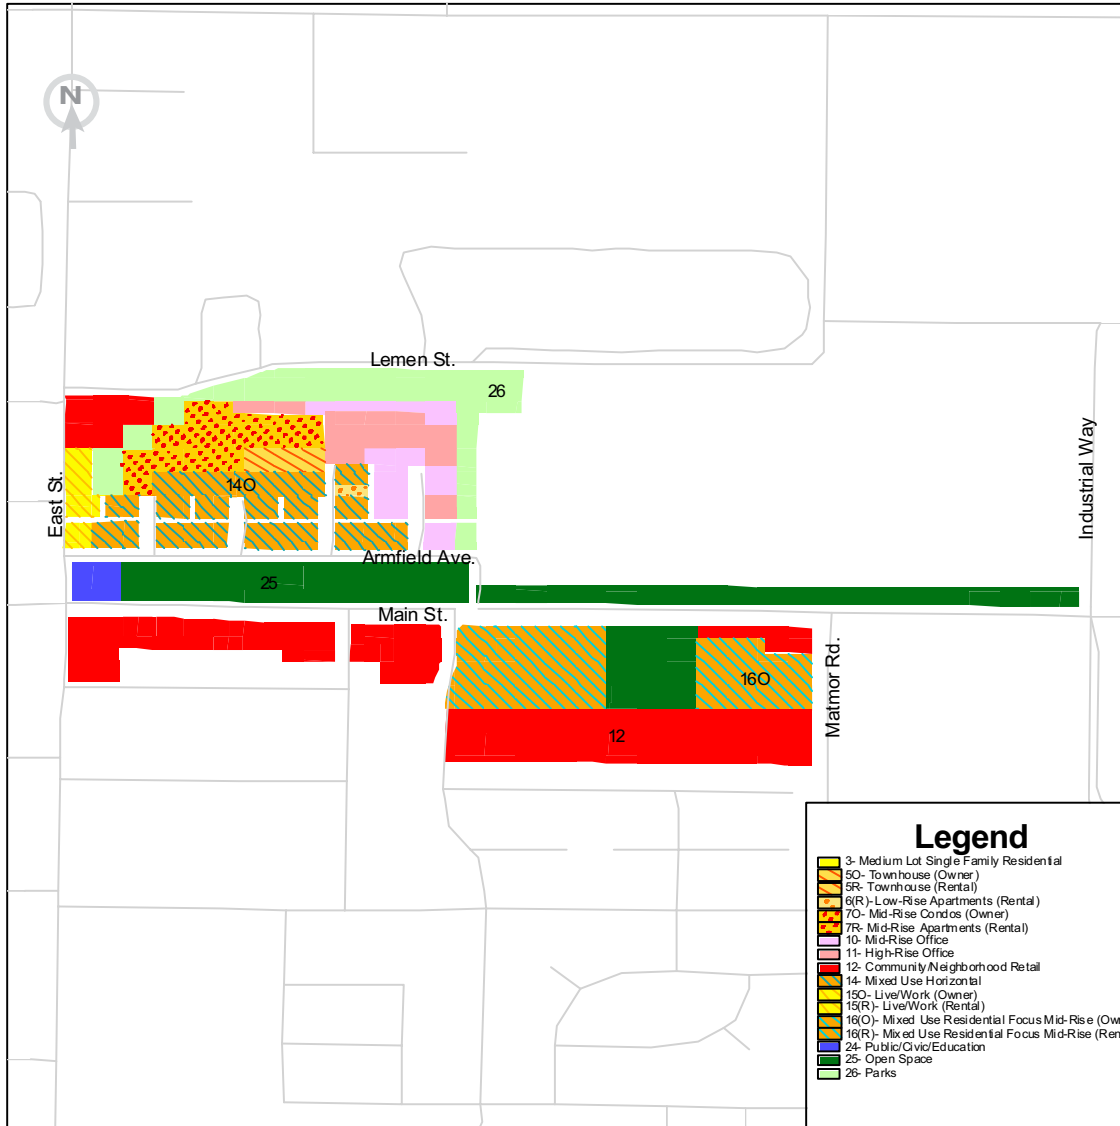 N
Lemen St.
26
East St.
14O
Industrial Way
Armfield Ave.
25
Main St.
16O
Matmor Rd.
12
Legend
3- Medium Lot Single Family Residential
5O- Townhouse (Owner)
5R- Townhouse (Rental)
6(R)- Low-Rise Apartments (Rental)
7O- Mid-Rise Condos (Owner)
7R- Mid-Rise Apartments (Rental)
10- Mid-Rise Office
11- High-Rise Office
12- Community/Neighborhood Retail
14- Mixed Use Horizontal
15O- Live/Work (Owner)
15(R)- Live/Work (Rental)
16(O)- Mixed Use Residential Focus Mid-Rise (Own
16(R)- Mixed Use Residential Focus Mid-Rise (Ren
24- Public/Civic/Education
25- Open Space
26- Parks